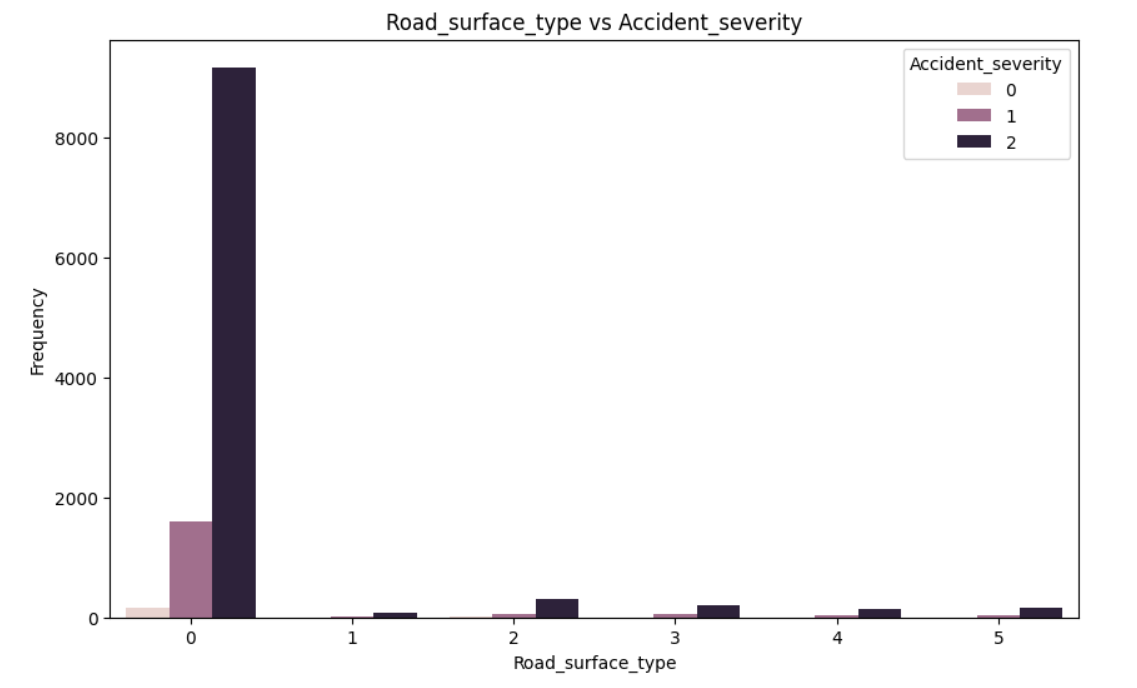 Road_surface_type vs Accident_severity
Accident_severity
0
1
2
8000
6000
4000
2000
0
Frequency
0 1 2 3 4 5
Road_surface_type